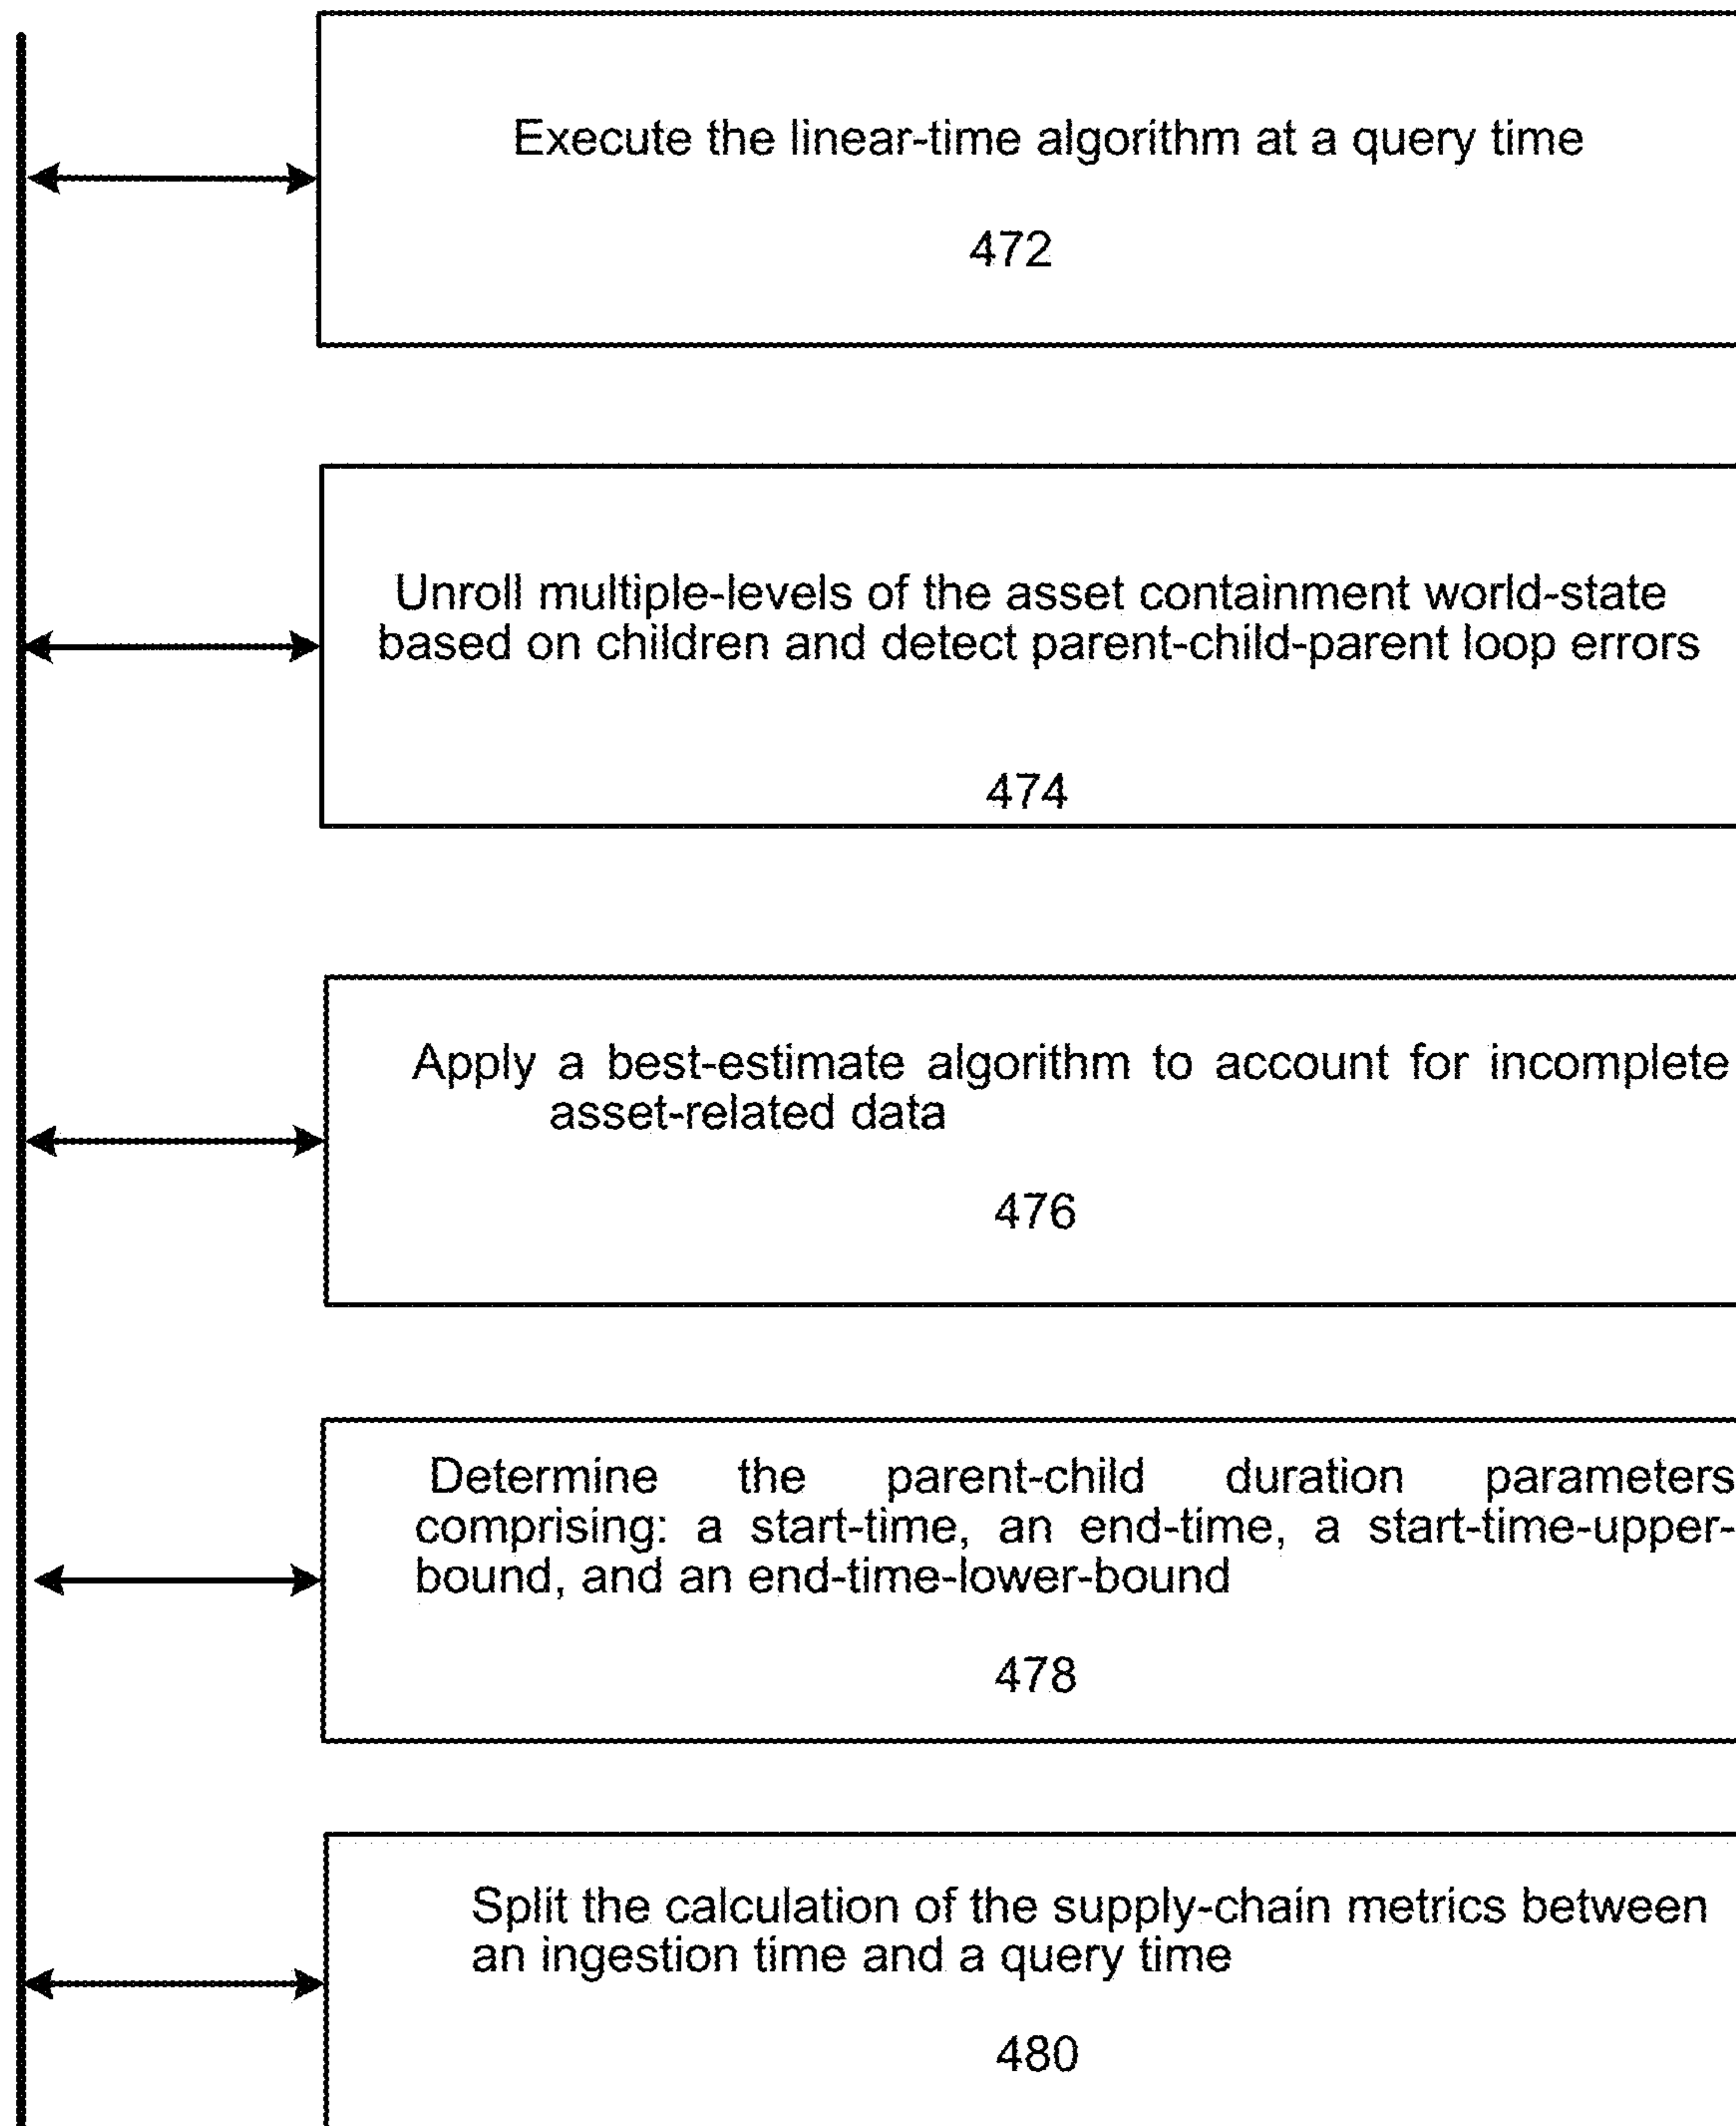 Execute the linear-time algorithm at a query time
472
Unroll multiple-levels of the asset containment world-state
based on children and detect parent-child-parent loop errors
474
Apply a best-estimate algorithm to account for incomplete
asset-related data
476
Determine the parent-child duration parameters
comprising: a start-time, an end-time, a start-time-upper-
bound, and an end-time-lower-bound
478
Split the calculation of the supply-chain metrics between
an ingestion time and a query time
480